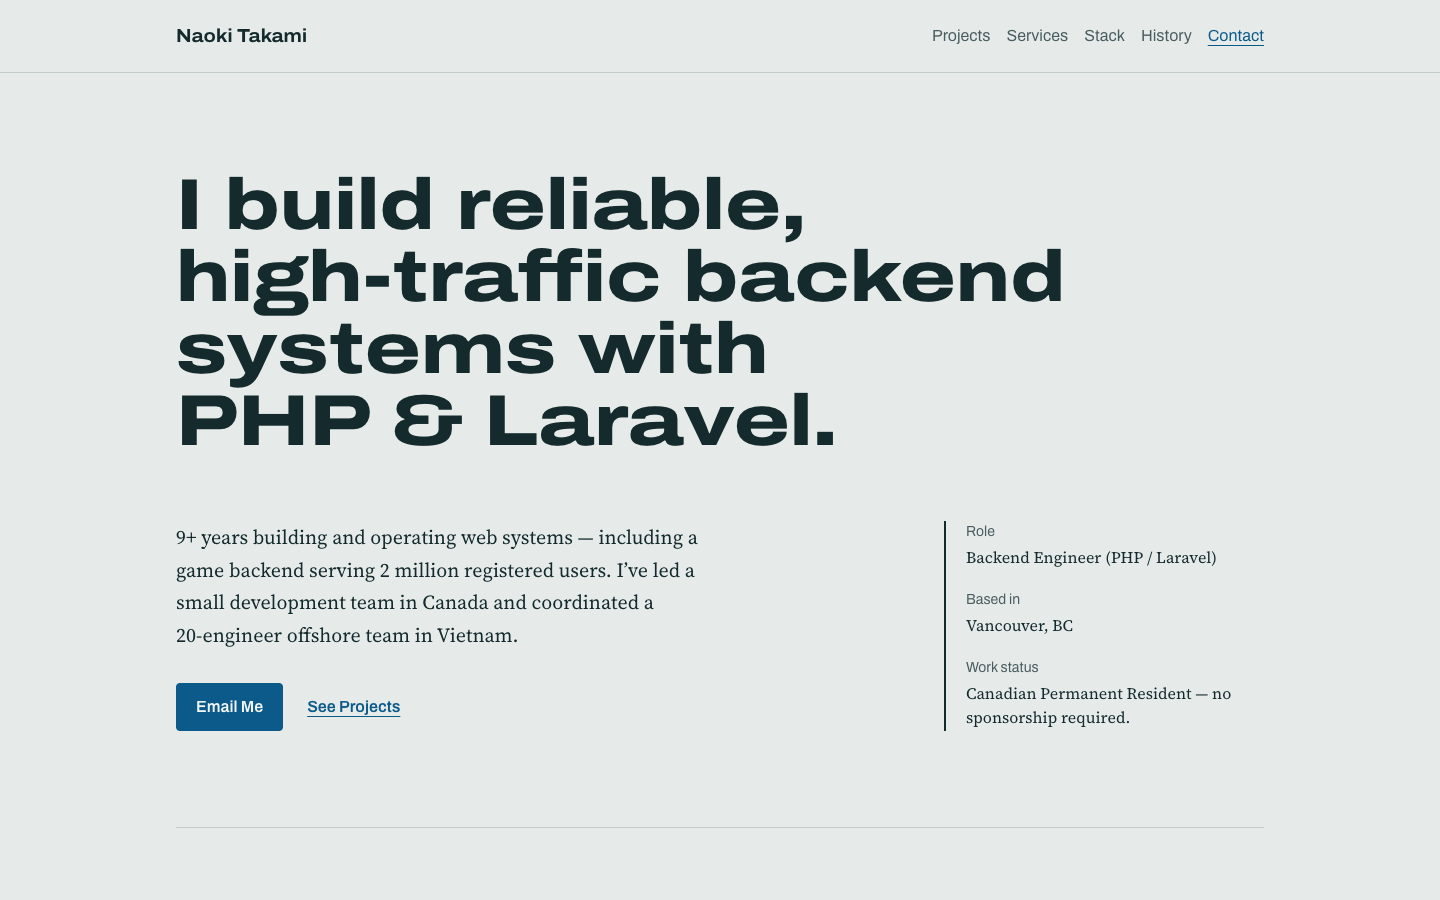 Naoki Takami
Projects Services Stack History Contact
I build reliable,
high-traffic backend
systems with
PHP & Laravel.
9+ years building and operating web systems — including a
game backend serving 2 million registered users. I’ve led a
small development team in Canada and coordinated a
20-engineer offshore team in Vietnam.
Email Me See Projects
Role
Backend Engineer (PHP / Laravel)
Based in
Vancouver, BC
Work status
Canadian Permanent Resident — no
sponsorship required.